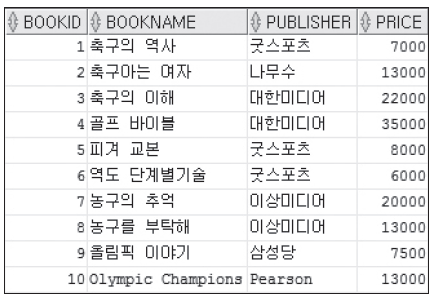 BOOKID BOOKNAME PUBLISHER PRICE
1 축구의 역사 굿스포츠 7000
2 축구아는 여자 나무수 13000
3 축구의 이해 대한미디어 22000
4 골프 바이블 대한미디어 35000
5 피겨 교본 굿스포츠 8000
6 역도 단계별기술 굿스포츠 6000
7 농구의 추억 이상미디어 20000
8 농구를 부탁해 이상미디어 13000
9 올림픽 이야기 삼성당 7500
10 Olympic Champions Pearson 13000